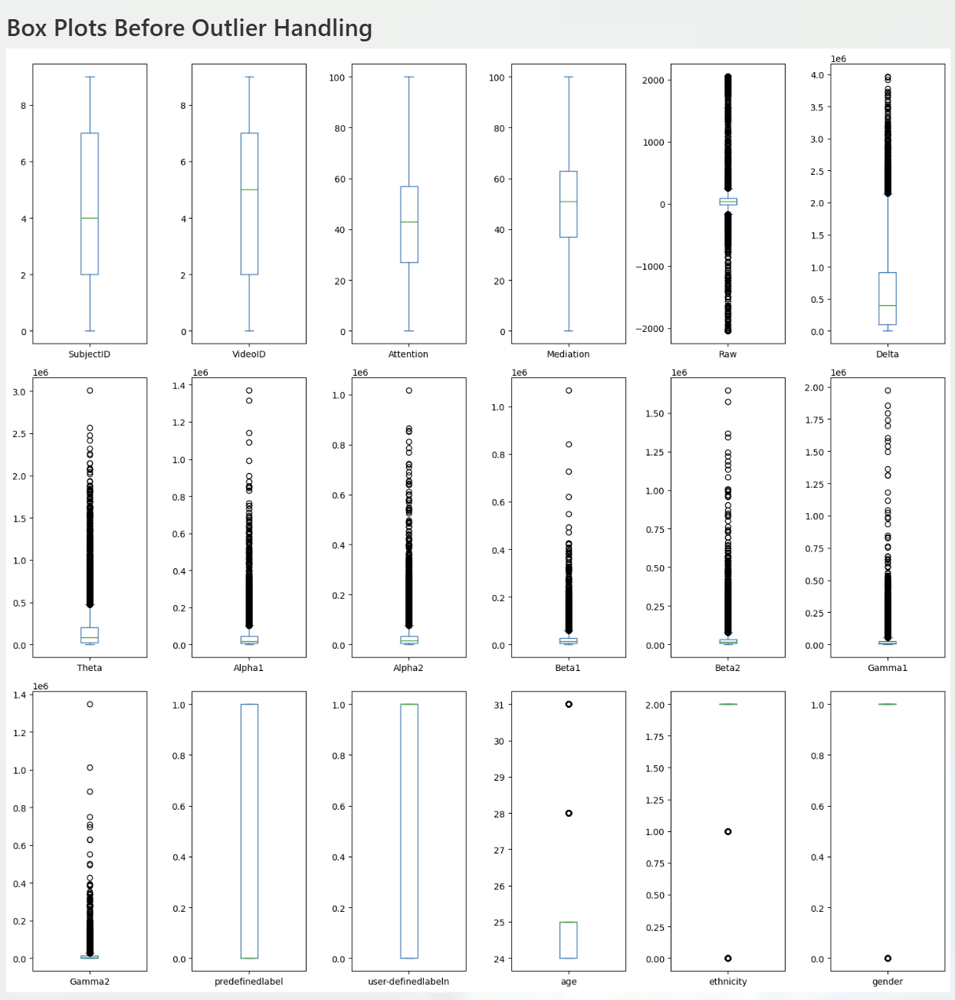 Box Plots Before Outlier Handling
1e6
8 8 100 100 2000 4.0
3.5
6 6 80 80 1000 3.0
60 60 2.5
4 4 0 2.0
40 40 1.5
2 2 20 20 −1000 1.0
0.5
0 0 0 0 −2000 0.0
SubjectID VideoID Attention Mediation Raw Delta
1e6 1e6 1e6 1e6 1e6 1e6
3.0 1.4 1.0 1.0 1.50 2.00
2.5 1.2 0.8 0.8 1.25 1.75
2.0 1.0 0.6 0.6 1.00 1.50
1.5 0.8 0.4 0.4 0.75 1.25
1.0 0.6 0.2 0.2 0.50 1.00
0.5 0.4 0.0 0.0 0.25 0.75
0.0 0.2 0.00 0.50
0.0 0.25
0.00
Theta Alpha1 Alpha2 Beta1 Beta2 Gamma1
1e6
1.4 1.0 1.0 31 2.00 1.0
1.2 0.8 0.8 30 1.75 0.8
1.0 0.6 0.6 29 1.50 0.6
0.8 0.4 0.4 28 1.25 0.4
0.6 0.2 0.2 27 1.00 0.2
0.4 0.0 0.0 26 0.75 0.0
0.2 25 0.50
0.0 24 0.25
0.00
Gamma2 predefinedlabel user-definedlabeln age ethnicity gender